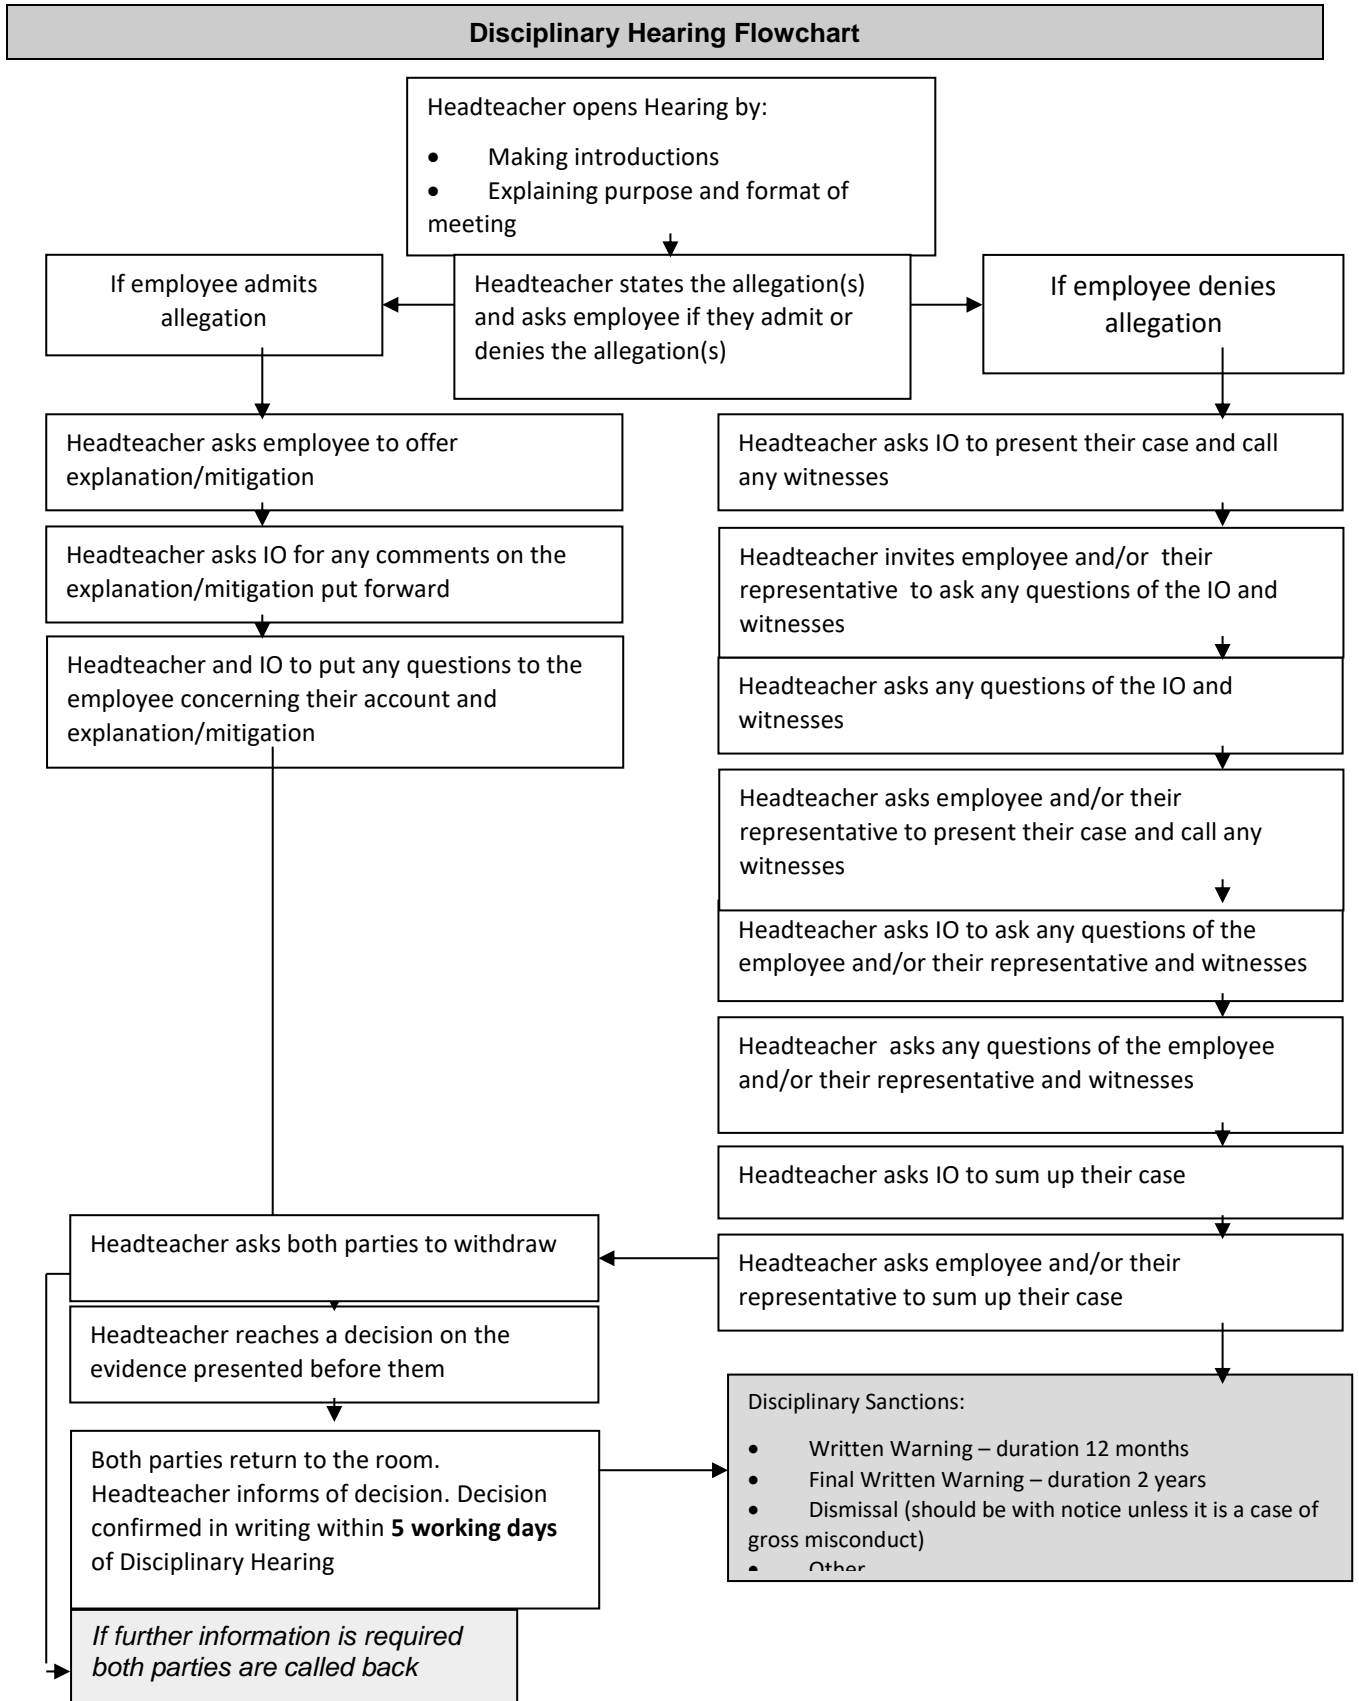 Disciplinary Hearing Flowchart
Headteacher opens Hearing by:
• Making introductions
• Explaining purpose and format of
meeting
If employee admits
allegation
Headteacher states the allegation(s)
and asks employee if they admit or
denies the allegation(s)
If employee denies
allegation
Headteacher asks employee to offer
explanation/mitigation
Headteacher asks IO for any comments on the
explanation/mitigation put forward
Headteacher and IO to put any questions to the
employee concerning their account and
explanation/mitigation
Headteacher asks IO to present their case and call
any witnesses
Headteacher invites employee and/or their
representative to ask any questions of the IO and
witnesses
Headteacher asks any questions of the IO and
witnesses
Headteacher asks employee and/or their
representative to present their case and call any
witnesses
Headteacher asks IO to ask any questions of the
employee and/or their representative and witnesses
Headteacher asks any questions of the employee
and/or their representative and witnesses
Headteacher asks IO to sum up their case
Headteacher asks employee and/or their
representative to sum up their case
Headteacher asks both parties to withdraw
Headteacher reaches a decision on the
evidence presented before them
Both parties return to the room.
Headteacher informs of decision. Decision
confirmed in writing within 5 working days
of Disciplinary Hearing
Disciplinary Sanctions:
• Written Warning – duration 12 months
• Final Written Warning – duration 2 years
• Dismissal (should be with notice unless it is a case of
gross misconduct)
• Other
If further information is required
both parties are called back